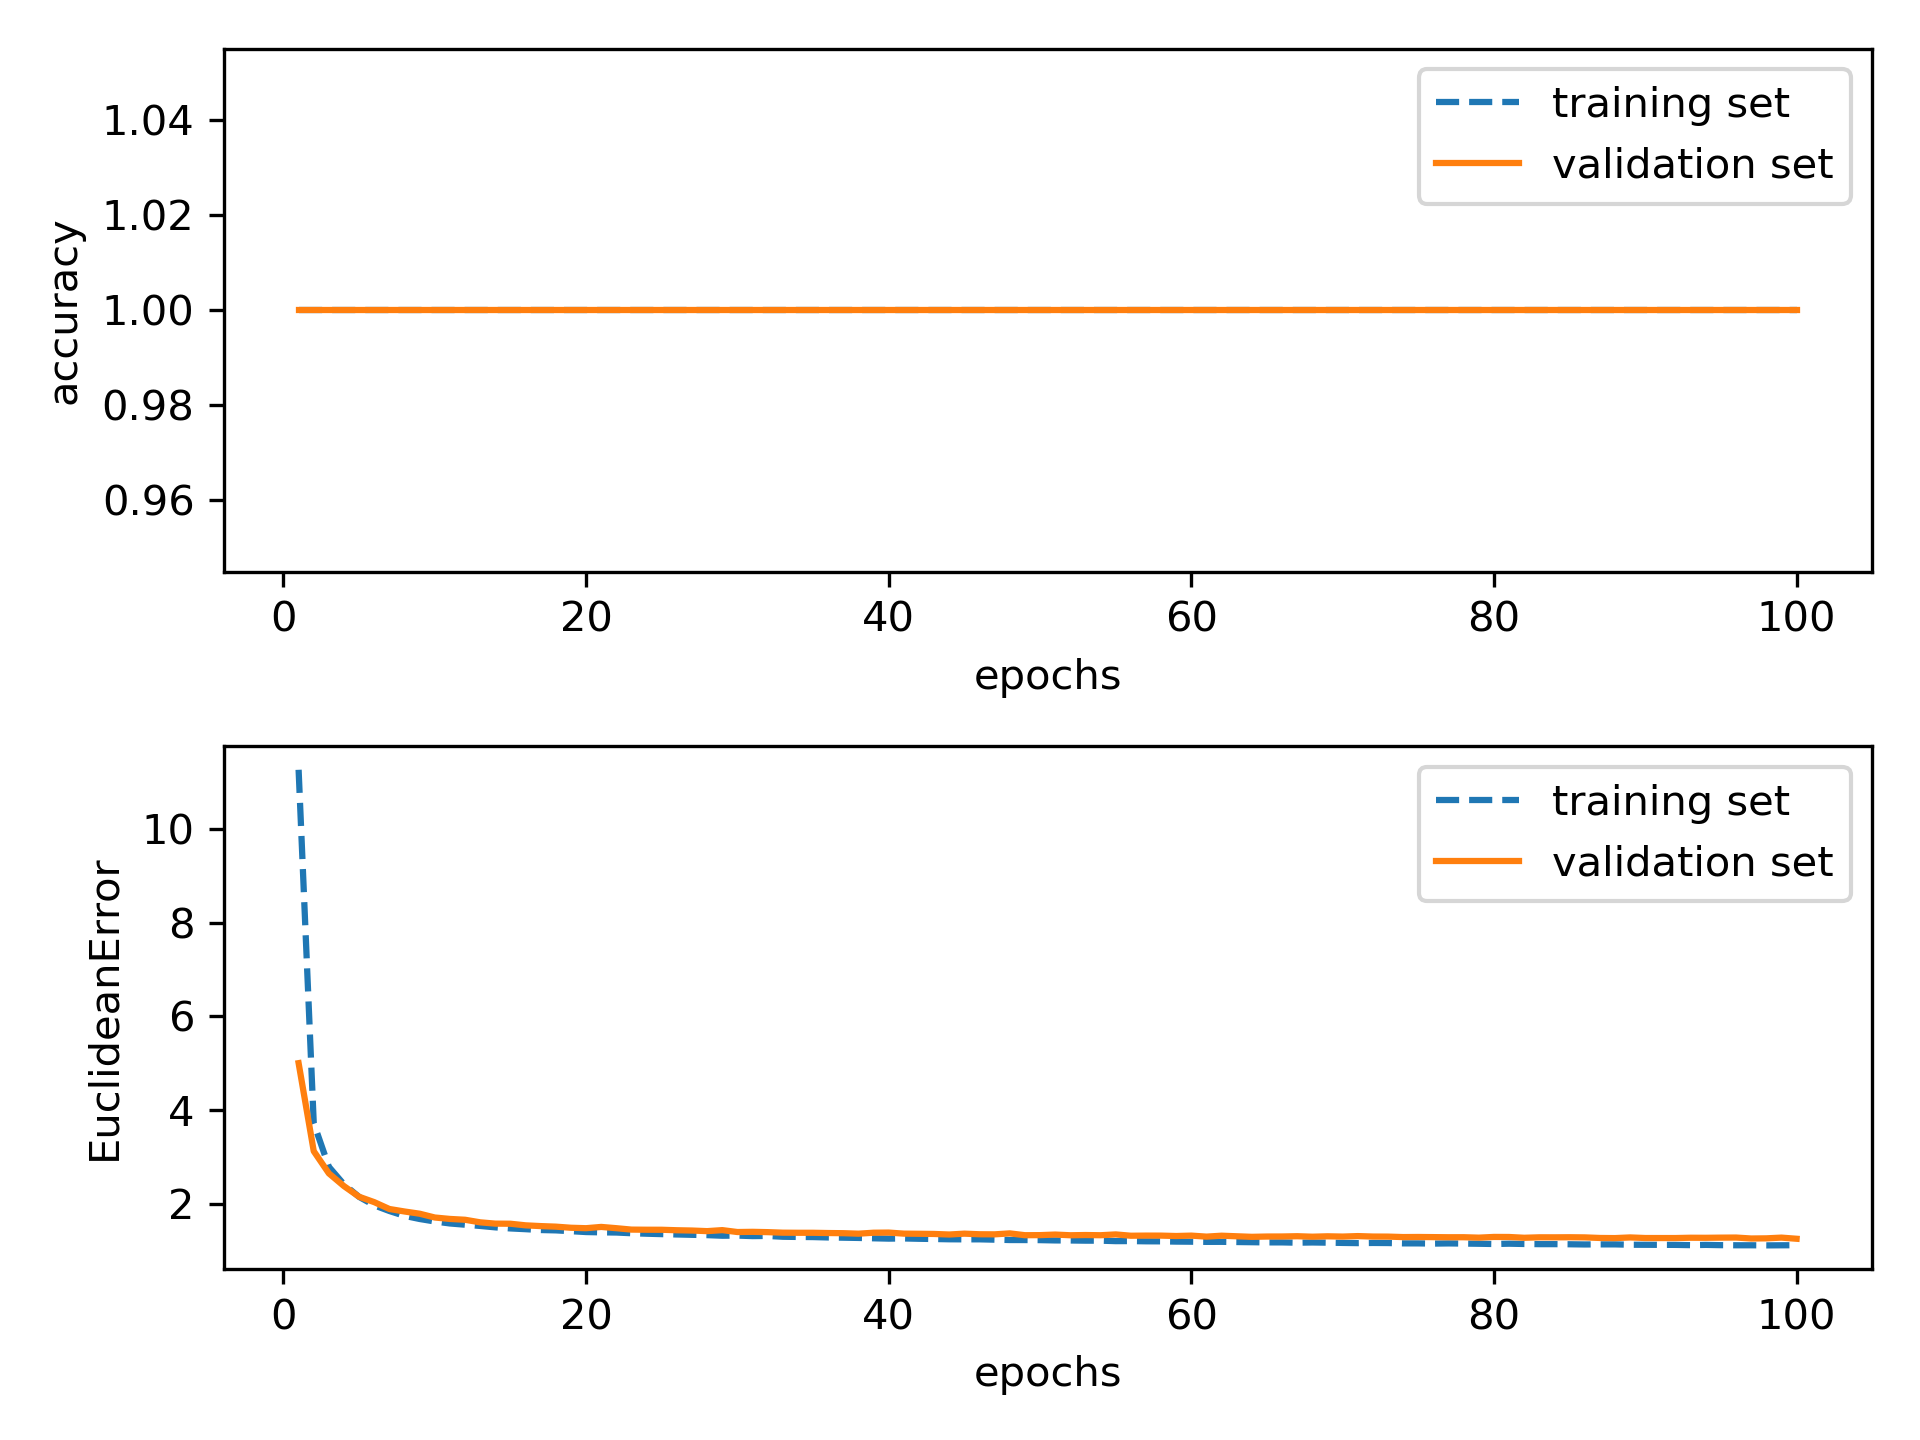 1.04
1.02
1.00
0.98
0.96
accuracy
training set
validation set
0 20 40 60 80 100
epochs
10
8
6
4
2
EuclideanError
training set
validation set
0 20 40 60 80 100
epochs